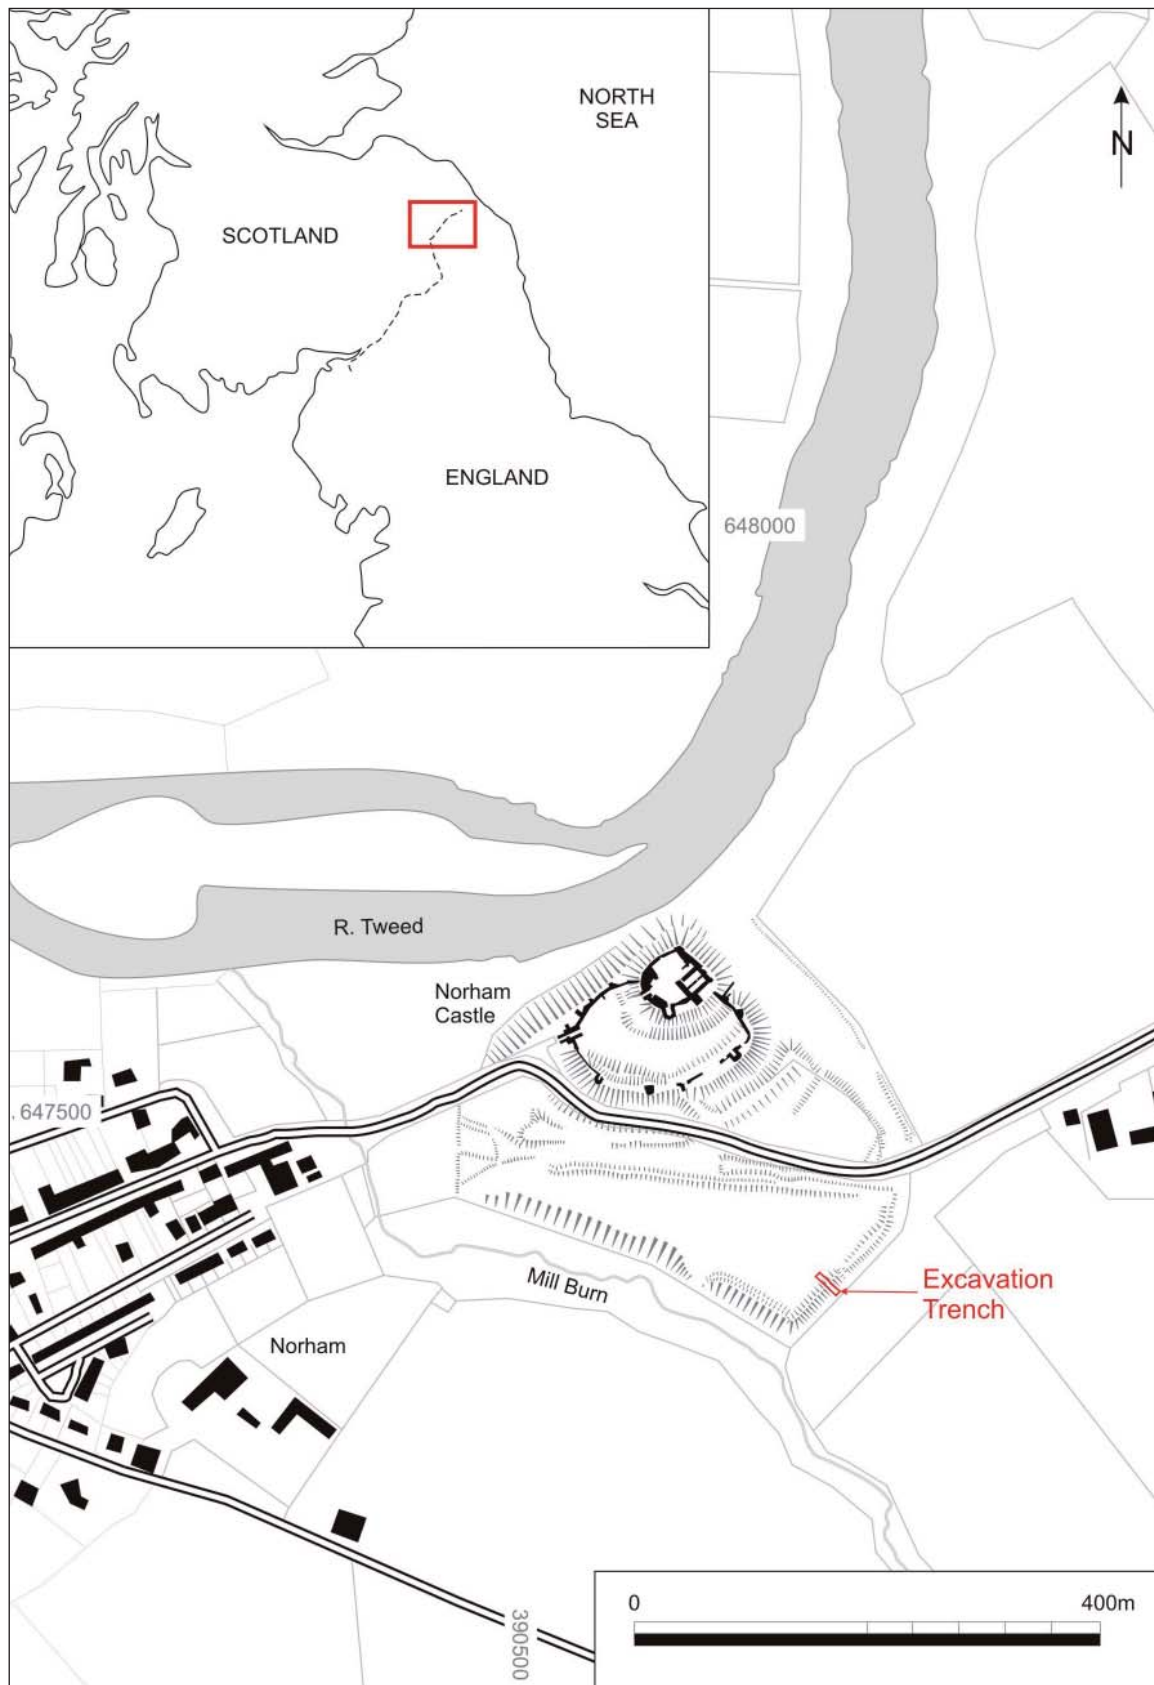 NORTH
SEA
N
SCOTLAND
ENGLAND
648000
R. Tweed
Norham
Castle
647500
Mill Burn
Excavation
Trench
Norham
0
400m
390500